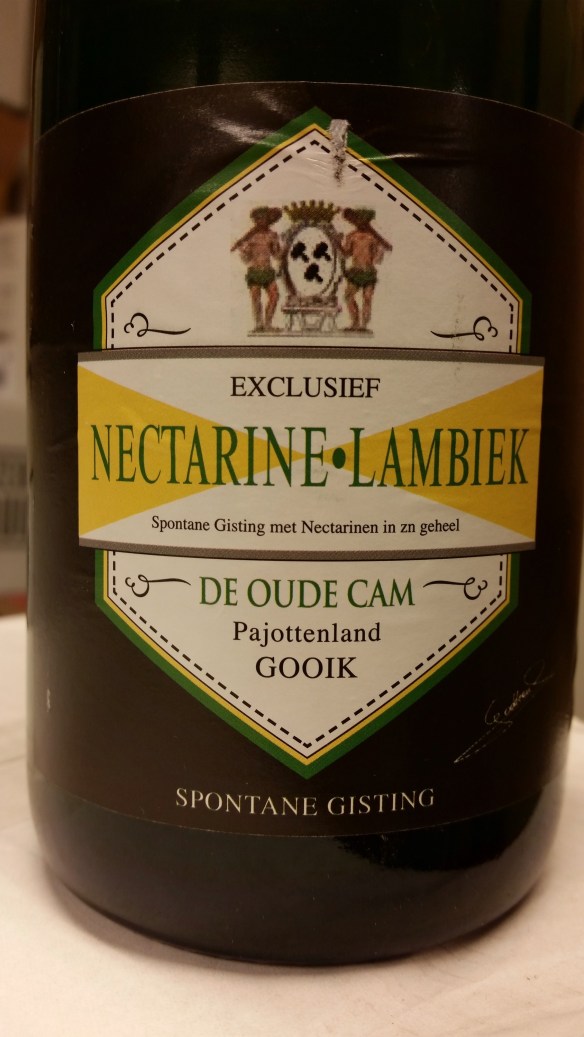 EXCLUSIEF
NECTARINE•LAMBIEK
Spontane Gisting met Nectarinen in zn geheel
DE OUDE CAM
Pajottenland
GOOIK
SPONTANE GISTING